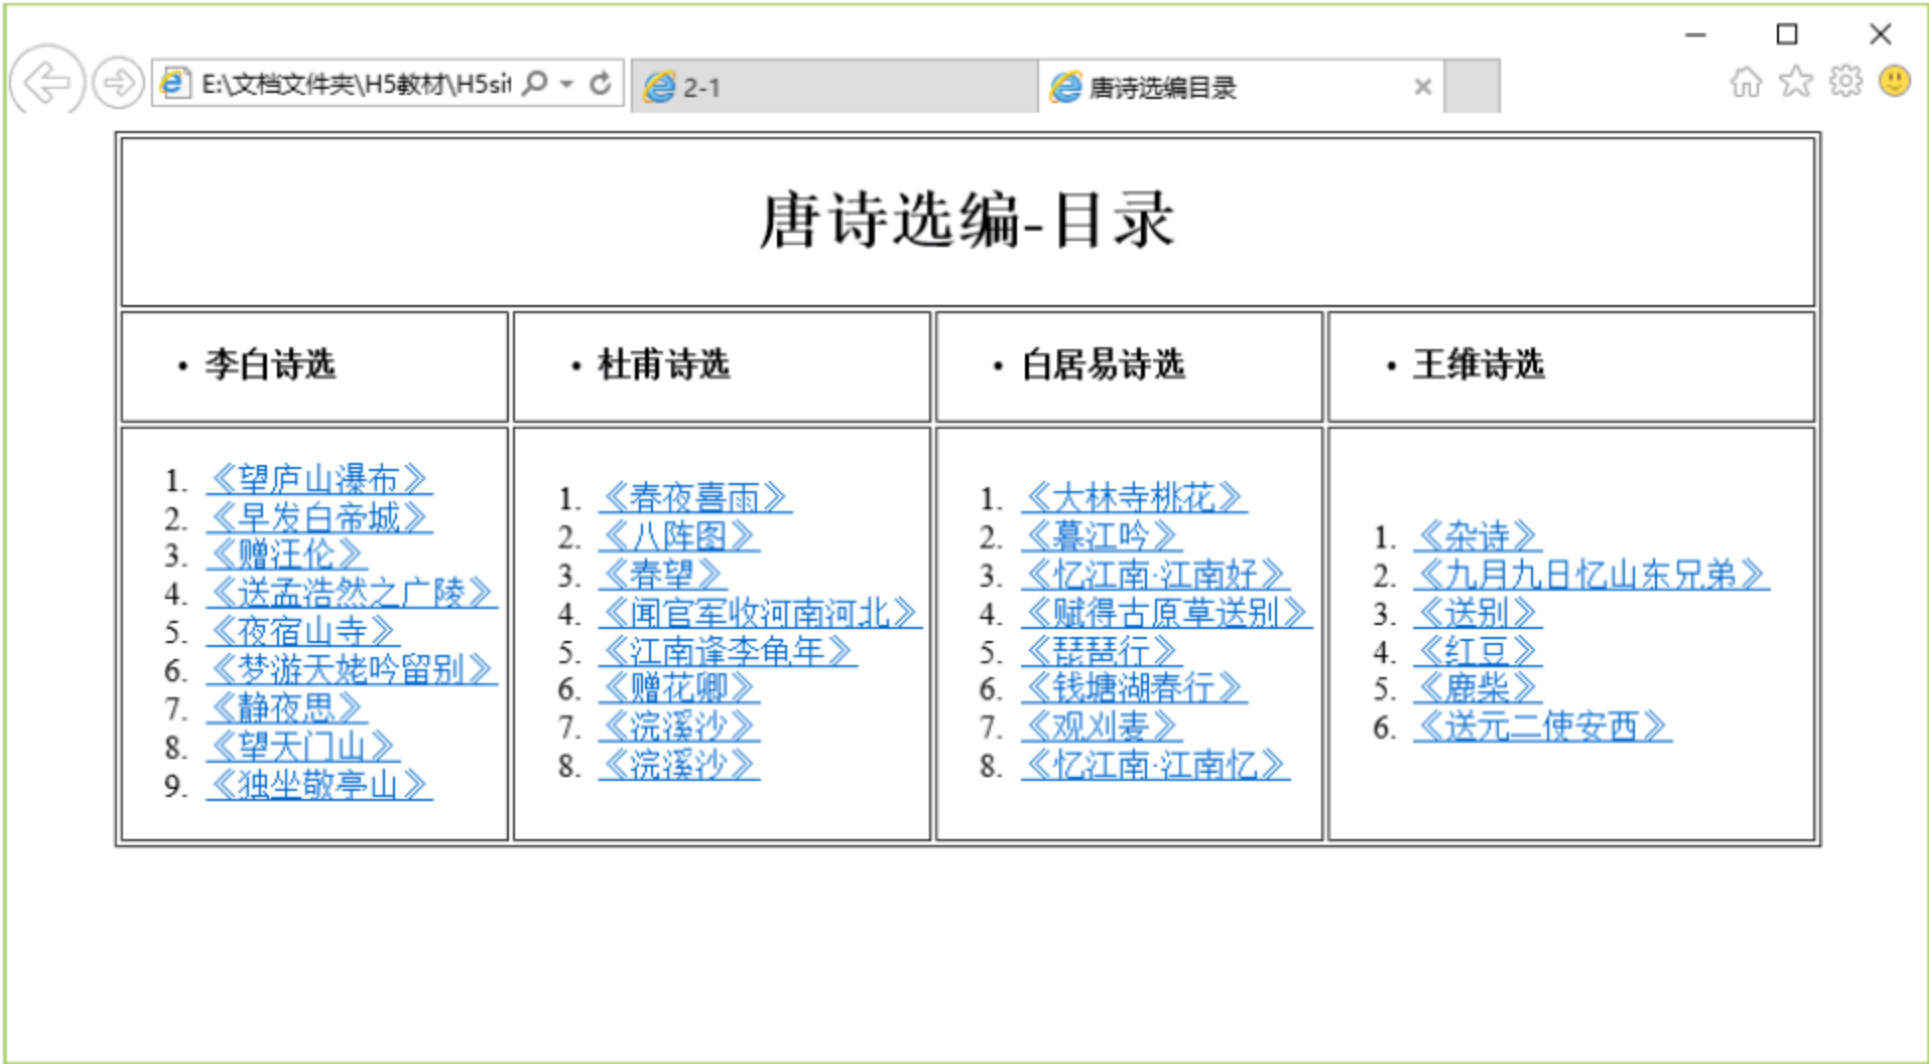 E:\文档文件夹\H5教材\H5sit
2-1
唐诗选编目录
唐诗选编-目录
• 李白诗选
• 杜甫诗选
• 白居易诗选
• 王维诗选
1. 《望庐山瀑布》
2. 《早发白帝城》
3. 《赠汪伦》
4. 《送孟浩然之广陵》
5. 《夜宿山寺》
6. 《梦游天姥吟留别》
7. 《静夜思》
8. 《望天门山》
9. 《独坐敬亭山》
1. 《春夜喜雨》
2. 《八阵图》
3. 《春望》
4. 《闻官军收河南河北》
5. 《江南逢李龟年》
6. 《赠花卿》
7. 《浣溪沙》
8. 《浣溪沙》
1. 《大林寺桃花》
2. 《暮江吟》
3. 《忆江南·江南好》
4. 《赋得古原草送别》
5. 《琵琶行》
6. 《钱塘湖春行》
7. 《观刈麦》
8. 《忆江南·江南忆》
1. 《杂诗》
2. 《九月九日忆山东兄弟》
3. 《送别》
4. 《红豆》
5. 《鹿柴》
6. 《送元二使安西》